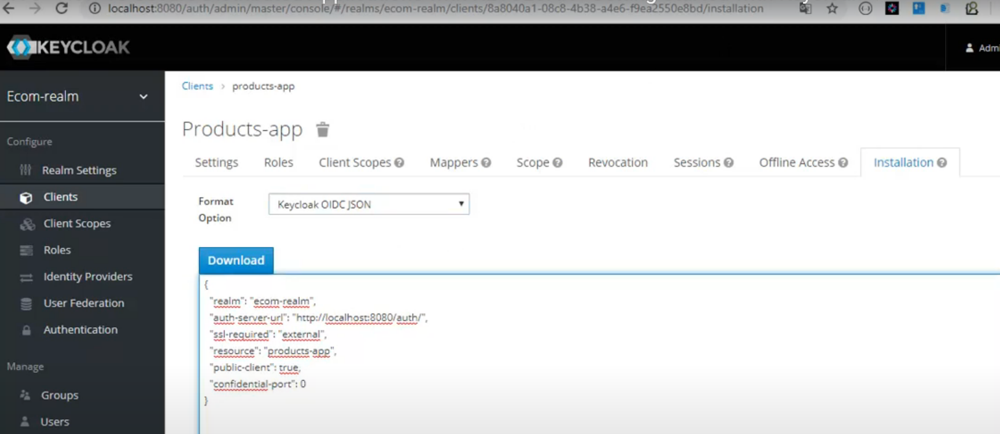 localhost:8080/auth/admin/master/console/#/realms/ecom-realm/clients/8a8040a1-08c8-4b38-a4e6-f9ea2550e8bd/installation
KEYCLOAK
Ecom-realm
Configure
Realm Settings
Clients
Client Scopes
Roles
Identity Providers
User Federation
Authentication
Manage
Groups
Users
Clients > products-app
Products-app
Settings Roles Client Scopes Mappers Scope Revocation Sessions Offline Access Installation
Format
Option
Keycloak OIDC JSON
Download
{
"realm": "ecom-realm",
"auth-server-url": "http://localhost:8080/auth/",
"ssl-required": "external",
"resource": "products-app",
"public-client": true,
"confidential-port": 0
}